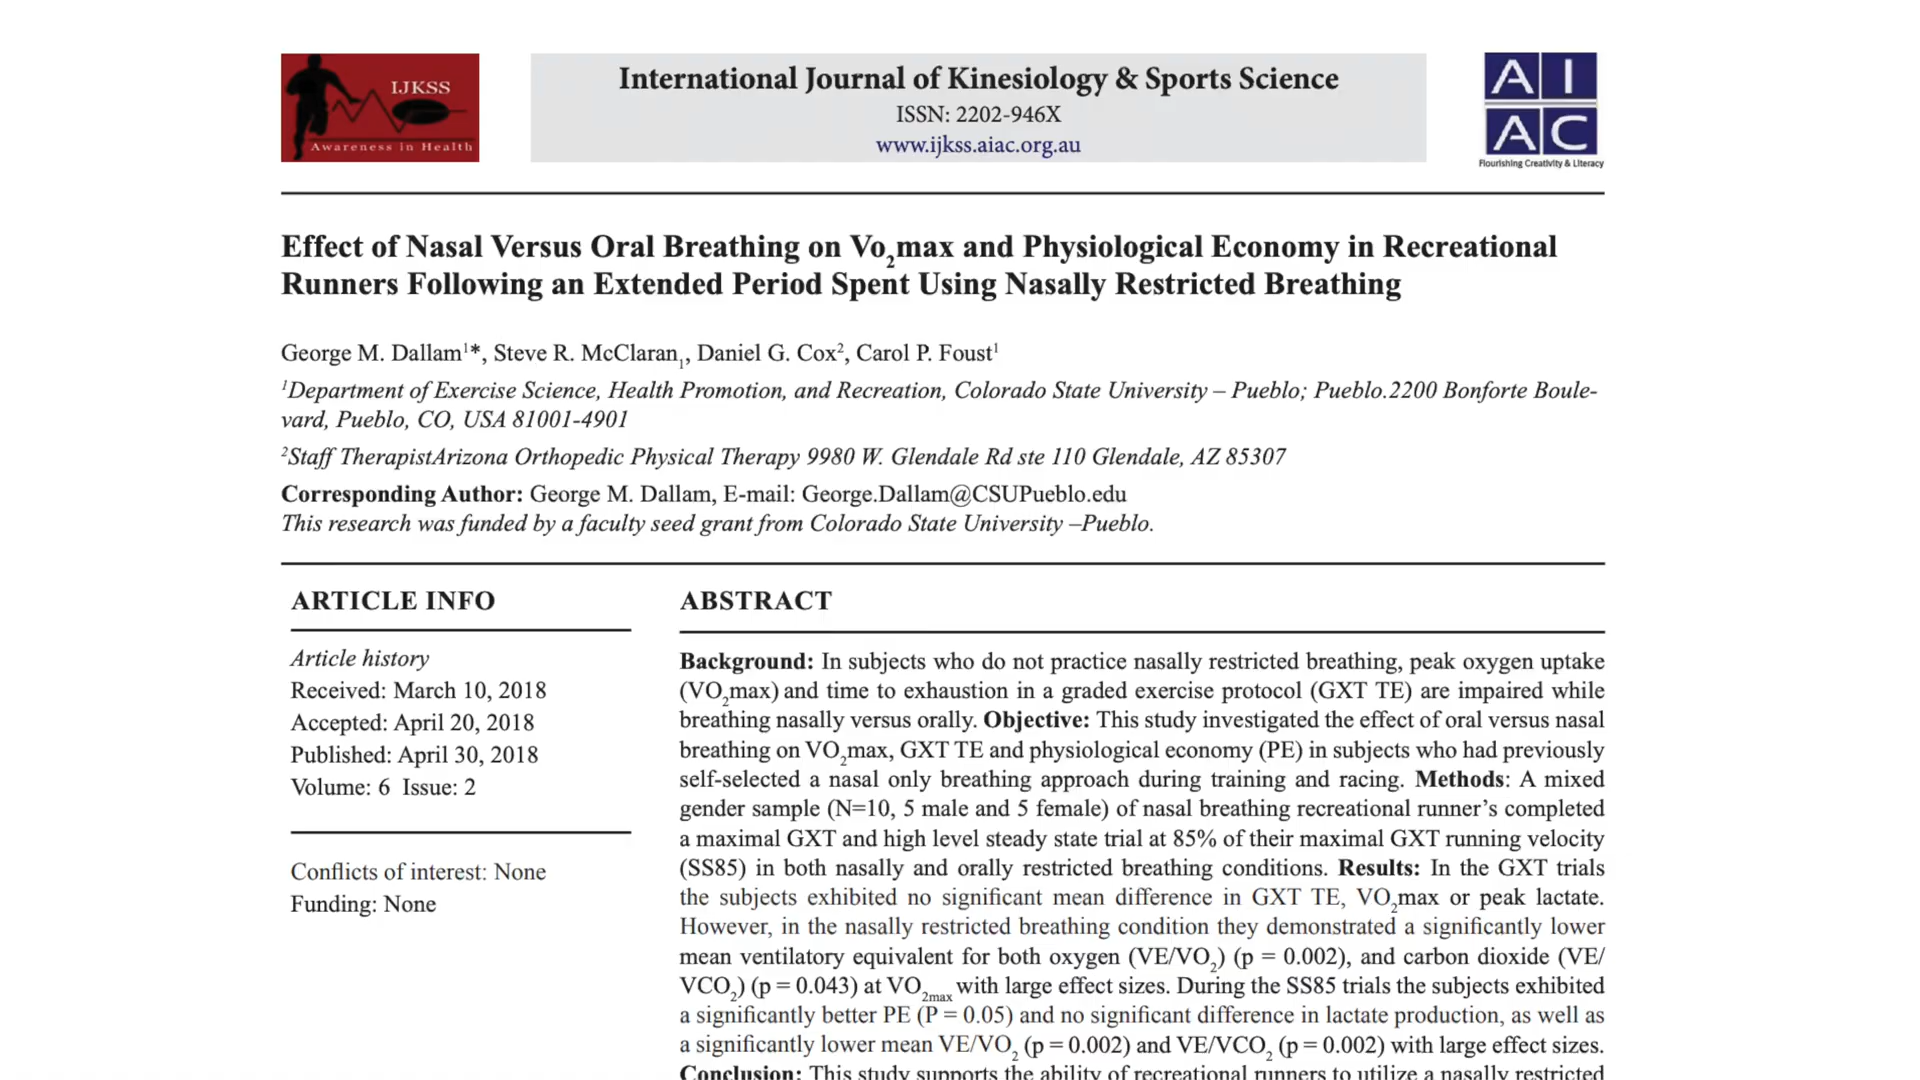 IJKSS
Awareness in Health
International Journal of Kinesiology & Sports Science
ISSN: 2202-946X
www.ijkss.aiac.org.au
A I
A C
Flourishing Creativity & Literacy
Effect of Nasal Versus Oral Breathing on Vo₂max and Physiological Economy in Recreational
Runners Following an Extended Period Spent Using Nasally Restricted Breathing
George M. Dallam¹*, Steve R. McClaran₁, Daniel G. Cox², Carol P. Foust¹
¹Department of Exercise Science, Health Promotion, and Recreation, Colorado State University – Pueblo; Pueblo.2200 Bonforte Boule-
vard, Pueblo, CO, USA 81001-4901
²Staff TherapistArizona Orthopedic Physical Therapy 9980 W. Glendale Rd ste 110 Glendale, AZ 85307
Corresponding Author: George M. Dallam, E-mail: George.Dallam@CSUPueblo.edu
This research was funded by a faculty seed grant from Colorado State University –Pueblo.
ARTICLE INFO
Article history
Received: March 10, 2018
Accepted: April 20, 2018
Published: April 30, 2018
Volume: 6 Issue: 2
Conflicts of interest: None
Funding: None
ABSTRACT
Background: In subjects who do not practice nasally restricted breathing, peak oxygen uptake
(VO₂max) and time to exhaustion in a graded exercise protocol (GXT TE) are impaired while
breathing nasally versus orally. Objective: This study investigated the effect of oral versus nasal
breathing on VO₂max, GXT TE and physiological economy (PE) in subjects who had previously
self-selected a nasal only breathing approach during training and racing. Methods: A mixed
gender sample (N=10, 5 male and 5 female) of nasal breathing recreational runner’s completed
a maximal GXT and high level steady state trial at 85% of their maximal GXT running velocity
(SS85) in both nasally and orally restricted breathing conditions. Results: In the GXT trials
the subjects exhibited no significant mean difference in GXT TE, VO₂max or peak lactate.
However, in the nasally restricted breathing condition they demonstrated a significantly lower
mean ventilatory equivalent for both oxygen (VE/VO₂) (p = 0.002), and carbon dioxide (VE/
VCO₂) (p = 0.043) at VO₂max with large effect sizes. During the SS85 trials the subjects exhibited
a significantly better PE (P = 0.05) and no significant difference in lactate production, as well as
a significantly lower mean VE/VO₂ (p = 0.002) and VE/VCO₂ (p = 0.002) with large effect sizes.
Conclusion: This study supports the ability of recreational runners to utilize a nasally restricted